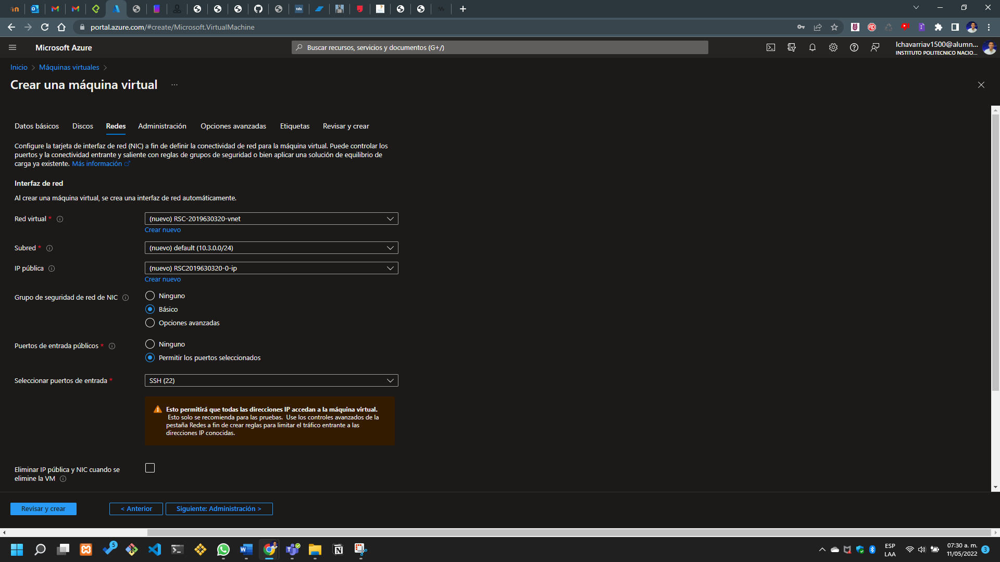 portal.azure.com/#create/Microsoft.VirtualMachine
Microsoft Azure
Buscar recursos, servicios y documentos (G+/)
lchavarriav1500@alumn...
INSTITUTO POLITECNICO NACIO...
Inicio > Máquinas virtuales >
Crear una máquina virtual ...
Datos básicos Discos Redes Administración Opciones avanzadas Etiquetas Revisar y crear
Configure la tarjeta de interfaz de red (NIC) a fin de definir la conectividad de red para la máquina virtual. Puede controlar los
puertos y la conectividad entrante y saliente con reglas de grupos de seguridad o bien aplicar una solución de equilibrio de
carga ya existente. Más información
Interfaz de red
Al crear una máquina virtual, se crea una interfaz de red automáticamente.
Red virtual *
(nuevo) RSC-2019630320-vnet
Crear nuevo
Subred *
(nuevo) default (10.3.0.0/24)
IP pública
(nuevo) RSC2019630320-0-ip
Crear nuevo
Grupo de seguridad de red de NIC
Ninguno
Básico
Opciones avanzadas
Puertos de entrada públicos *
Ninguno
Permitir los puertos seleccionados
Seleccionar puertos de entrada *
SSH (22)
Esto permitirá que todas las direcciones IP accedan a la máquina virtual.
Esto solo se recomienda para las pruebas. Use los controles avanzados de la
pestaña Redes a fin de crear reglas para limitar el tráfico entrante a las
direcciones IP conocidas.
Eliminar IP pública y NIC cuando se
elimine la VM
Revisar y crear
< Anterior
Siguiente: Administración >
5
ESP
LAA
07:30 a. m.
11/05/2022
3